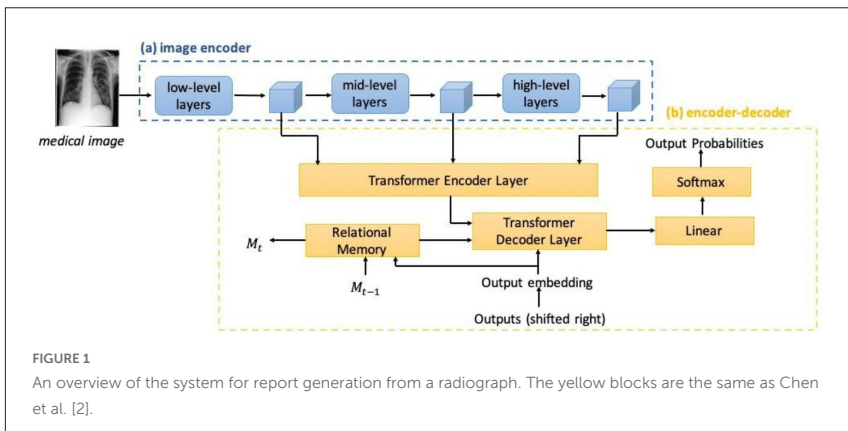 (a) image encoder
low-level
layers
mid-level
layers
high-level
layers
medical image
(b) encoder-decoder
Output Probabilities
Transformer Encoder Layer
Softmax
Relational
Memory
Transformer
Decoder Layer
Linear
M_t
M_{t-1}
Output embedding
Outputs (shifted right)
FIGURE 1
An overview of the system for report generation from a radiograph. The yellow blocks are the same as Chen
et al. [2].